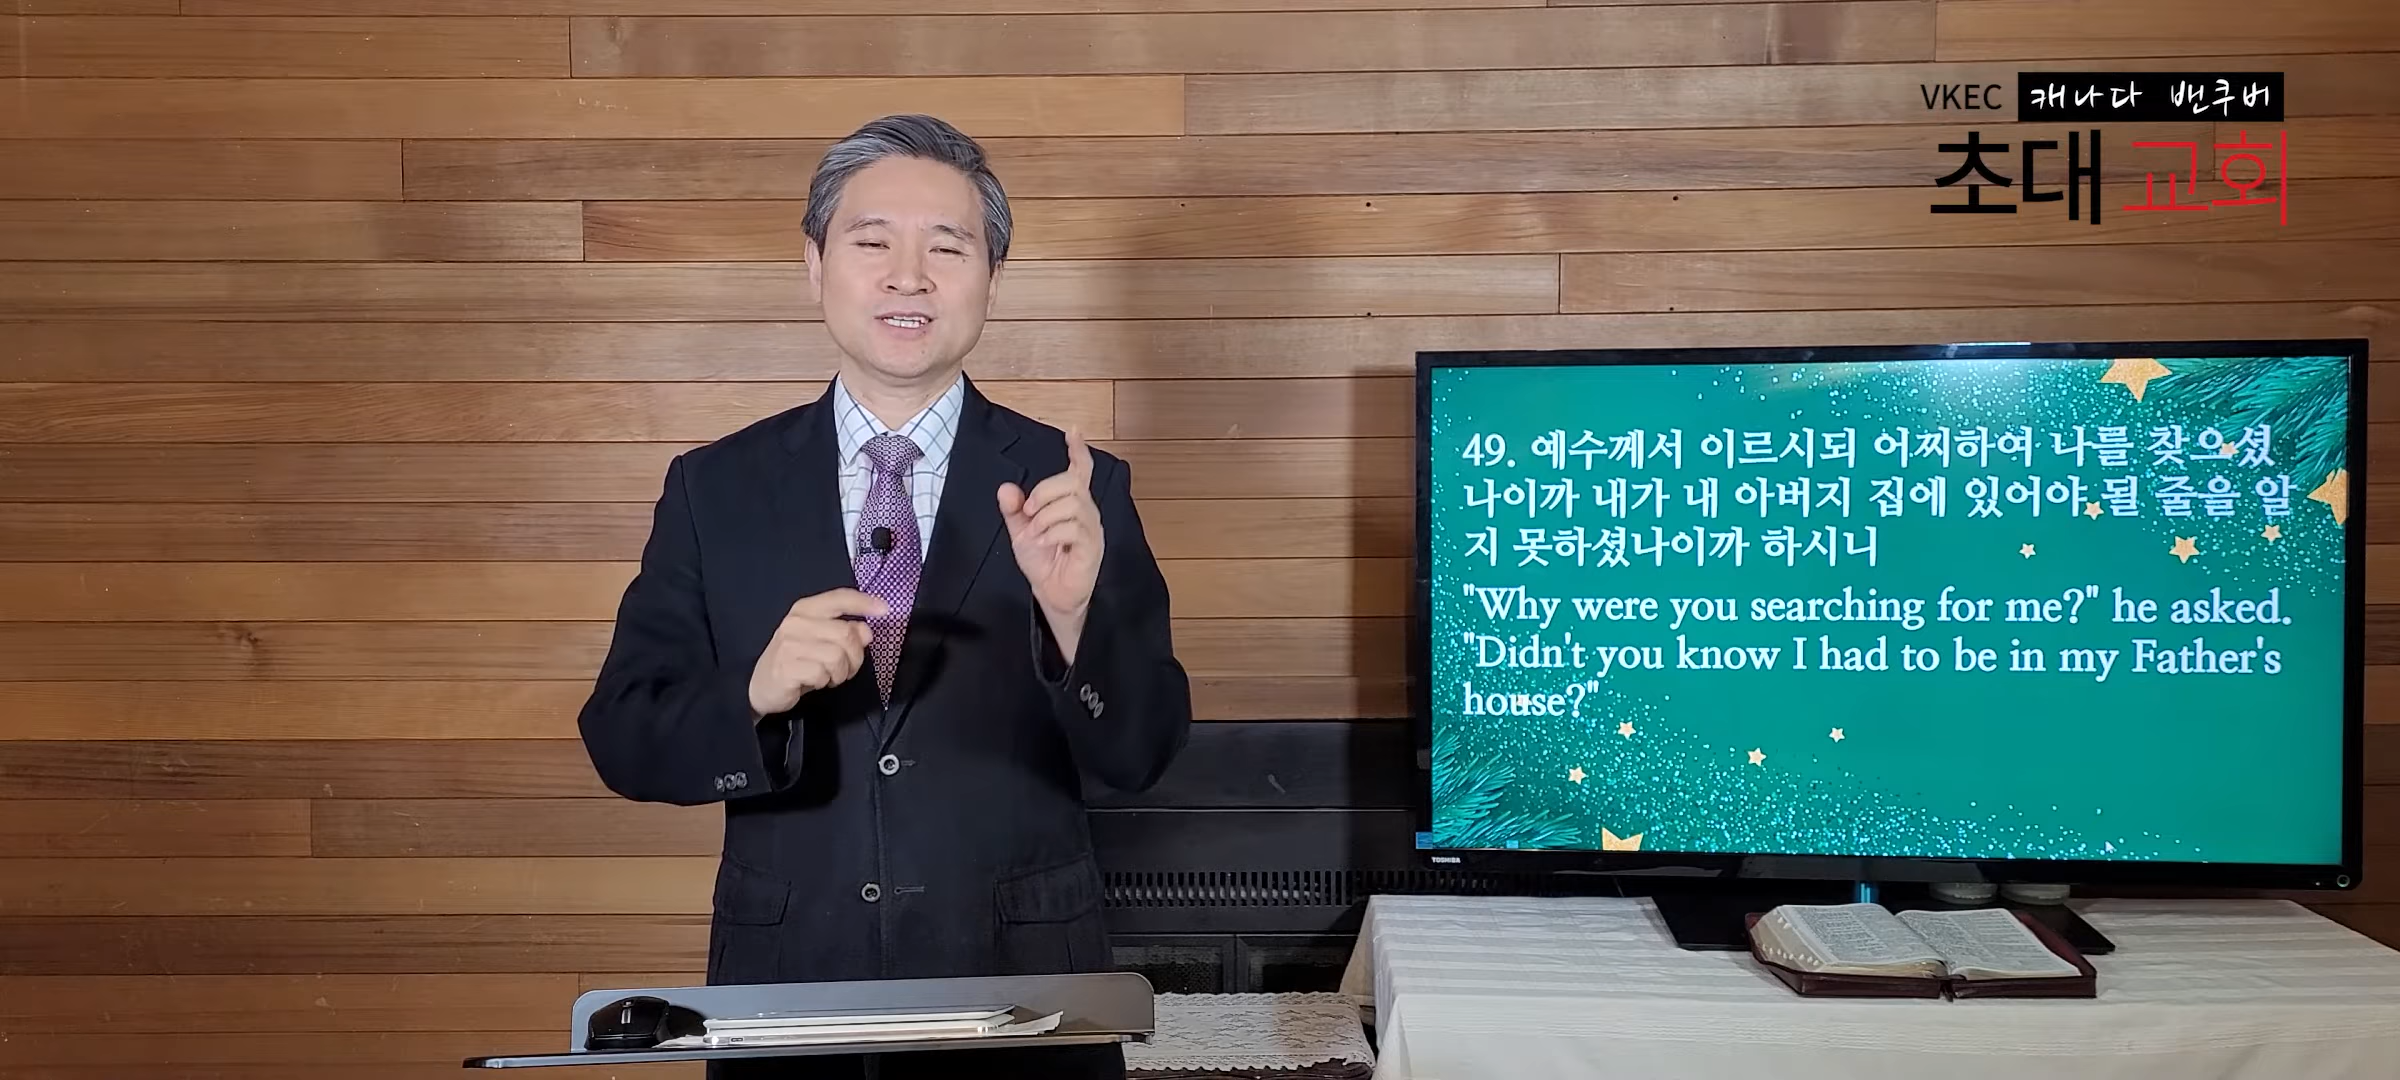 VKEC 캐나다 밴쿠버
초대교회
49. 예수께서 이르시되 어찌하여 나를 찾으셨
나이까 내가 내 아버지 집에 있어야 될 줄을 알
지 못하셨나이까 하시니
"Why were you searching for me?" he asked.
"Didn't you know I had to be in my Father's
house?"
TOSHIBA